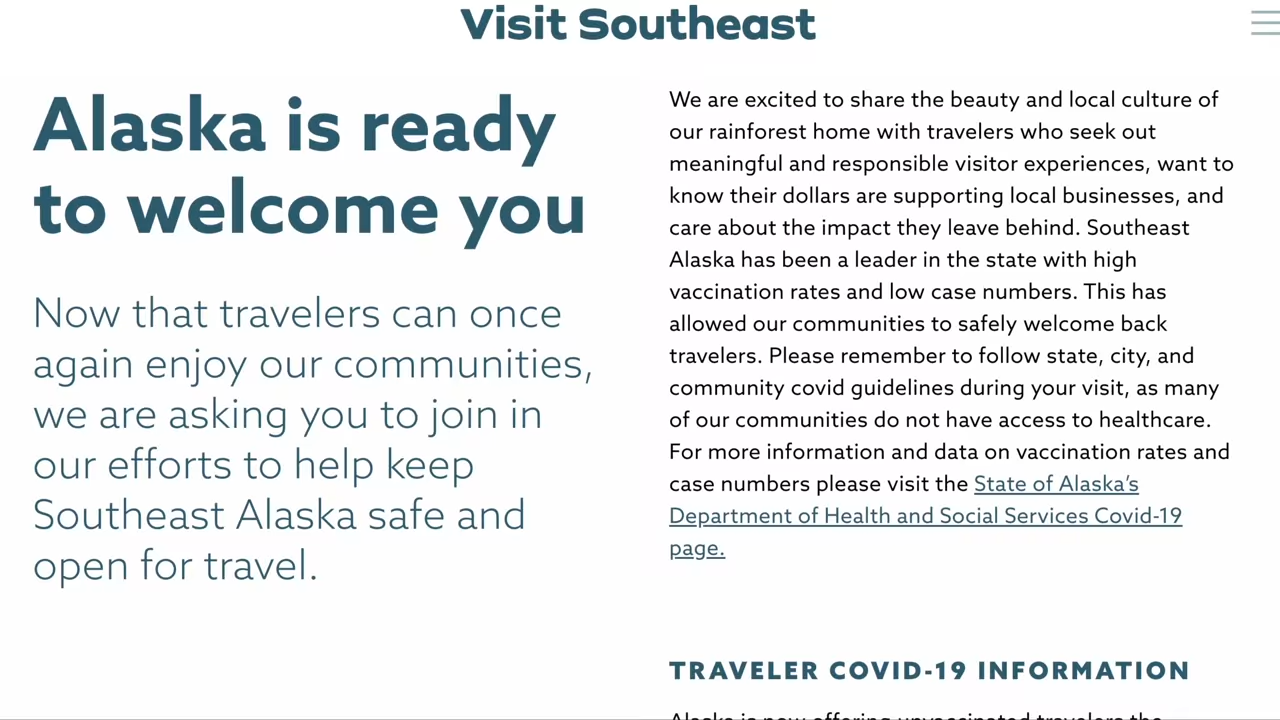 Visit Southeast
Alaska is ready
to welcome you
Now that travelers can once
again enjoy our communities,
we are asking you to join in
our efforts to help keep
Southeast Alaska safe and
open for travel.
We are excited to share the beauty and local culture of
our rainforest home with travelers who seek out
meaningful and responsible visitor experiences, want to
know their dollars are supporting local businesses, and
care about the impact they leave behind. Southeast
Alaska has been a leader in the state with high
vaccination rates and low case numbers. This has
allowed our communities to safely welcome back
travelers. Please remember to follow state, city, and
community covid guidelines during your visit, as many
of our communities do not have access to healthcare.
For more information and data on vaccination rates and
case numbers please visit the State of Alaska’s
Department of Health and Social Services Covid-19
page.
TRAVELER COVID-19 INFORMATION
Alaska is now offering unvaccinated travelers the